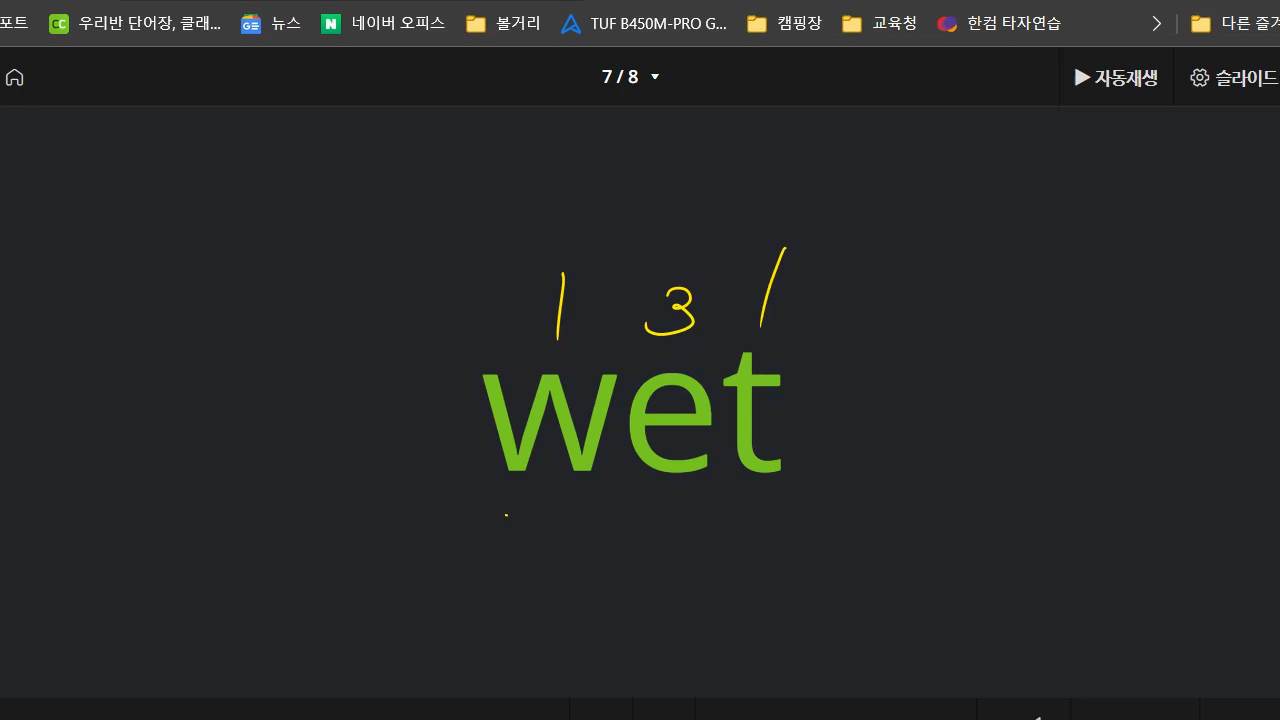 포트 CC 우리반 단어장, 클래... GE 뉴스 N 네이버 오피스 볼거리 TUF B450M-PRO G... 캠핑장 교육청 한컴 타자연습 다른 즐겨
7 / 8 자동재생 슬라이드
1 3 1
wet